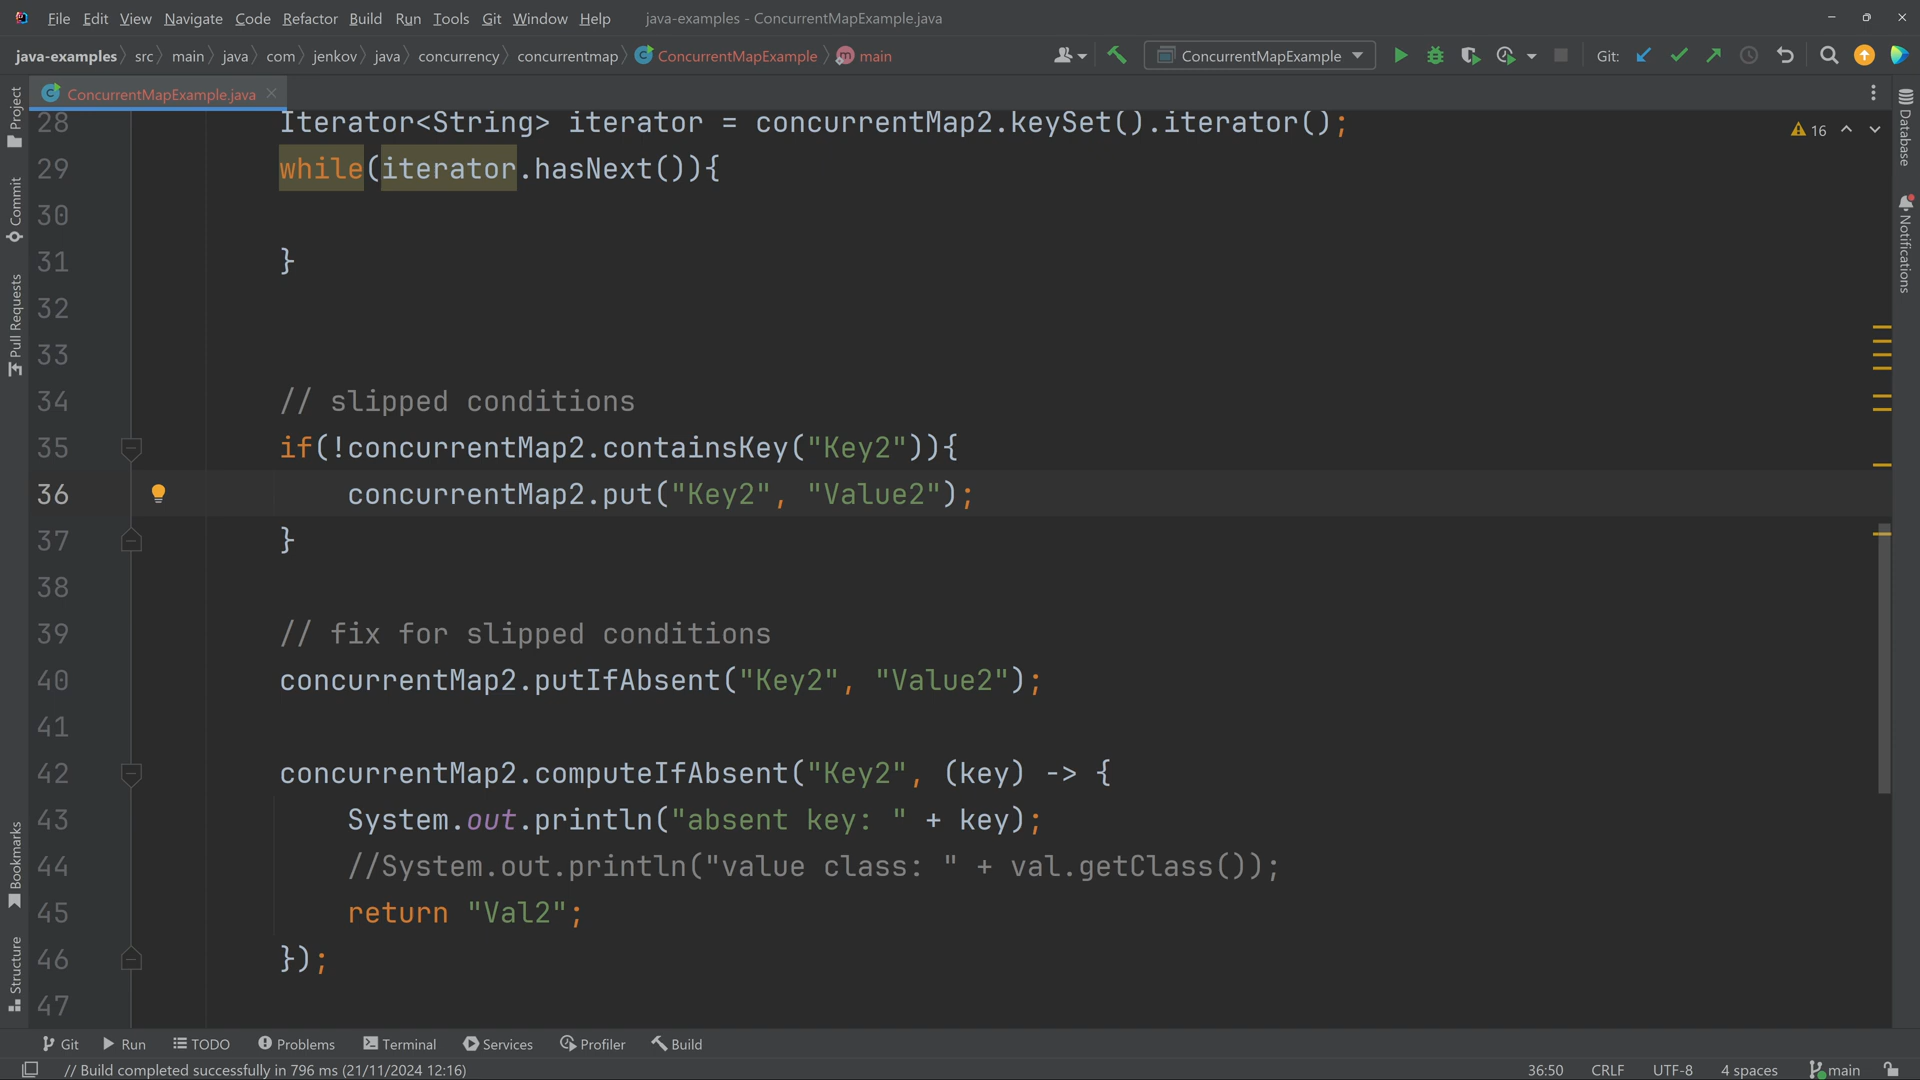 File Edit View Navigate Code Refactor Build Run Tools Git Window Help java-examples - ConcurrentMapExample.java
java-examples src main java com jenkov java concurrency concurrentmap ConcurrentMapExample main ConcurrentMapExample Git:
ConcurrentMapExample.java
Project
Commit
Pull Requests
Bookmarks
Structure
28 Iterator<String> iterator = concurrentMap2.keySet().iterator();
16
29 while(iterator.hasNext()){
30
31 }
32
33
34 // slipped conditions
35 if(!concurrentMap2.containsKey("Key2")){
36 concurrentMap2.put("Key2", "Value2");
37 }
38
39 // fix for slipped conditions
40 concurrentMap2.putIfAbsent("Key2", "Value2");
41
42 concurrentMap2.computeIfAbsent("Key2", (key) -> {
43 System.out.println("absent key: " + key);
44 //System.out.println("value class: " + val.getClass());
45 return "Val2";
46 });
47
Database
Notifications
Git Run TODO Problems Terminal Services Profiler Build
// Build completed successfully in 796 ms (21/11/2024 12:16) 36:50 CRLF UTF-8 4 spaces main